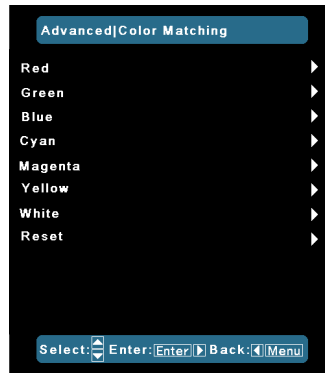 Advanced|Color Matching
Red
Green
Blue
Cyan
Magenta
Yellow
White
Reset
Select: Enter: Enter Back: Menu